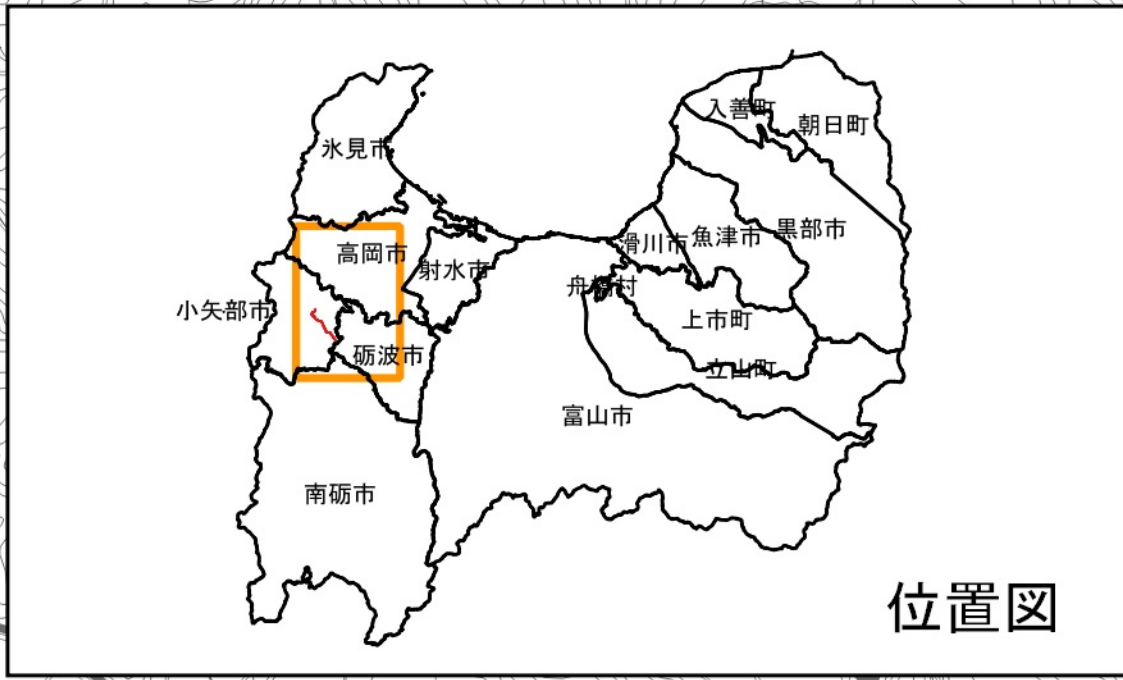 入善町
朝日町
氷見市
黒部市
魚津市
滑川市
高岡市
射水市
舟橋村
小矢部市
上市町
砺波市
立山町
富山市
南砺市
位置図